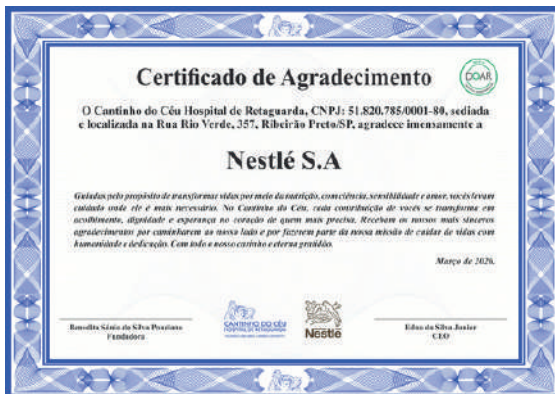 Certificado de Agradecimento
DOAR
O Cantinho do Céu Hospital de Retaguarda, CNPJ: 51.820.785/0001-80, sediada
e localizada na Rua Rio Verde, 357, Ribeirão Preto/SP, agradece imensamente a
Nestlé S.A
Guiados pelo propósito de transformar vidas por meio da nutrição, com ciência, sensibilidade e amor, vocês levam
cuidado onde ele é mais necessário. No Cantinho do Céu, cada contribuição de vocês se transforma em
acolhimento, dignidade e esperança no coração de quem mais precisa. Recebam os nossos mais sinceros
agradecimentos por caminharem ao nosso lado e por fazerem parte da nossa missão de cuidar de vidas com
humanidade e dedicação. Com todo o nosso carinho e eterna gratidão.
Março de 2026.
Benedita Sônia da Silva
Fundadora
CANTINHO DO CÉU
HOSPITAL DE RETAGUARDA
Nestlé
da Silva Junior
CEO